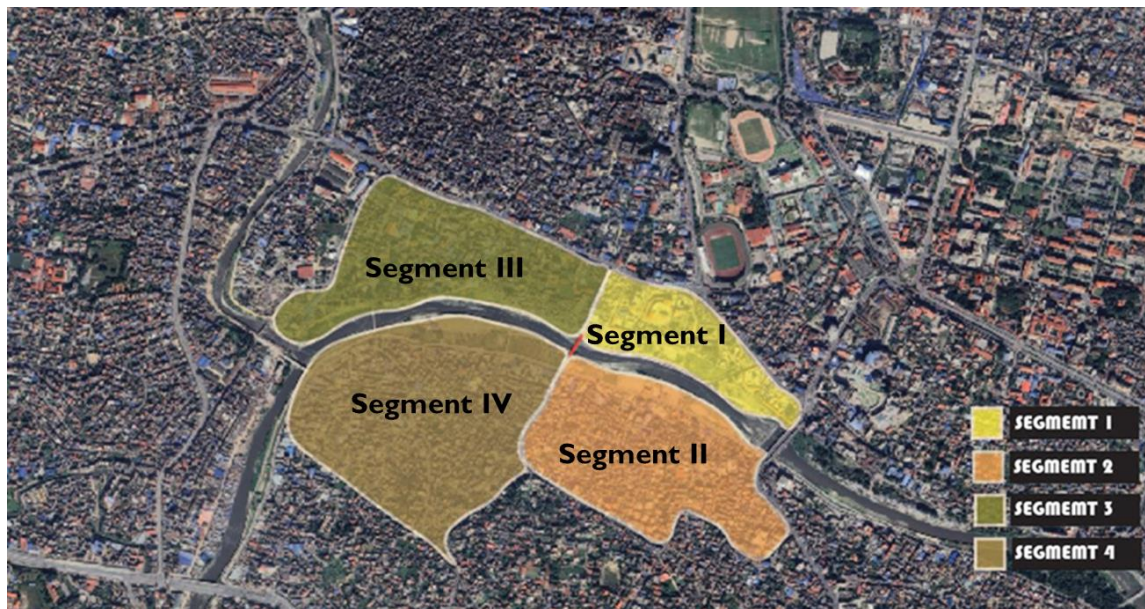 Segment III
Segment I
Segment IV
Segment II
SEGMEMT 1
SEGMEMT 2
SEGMEMT 3
SEGMEMT 4